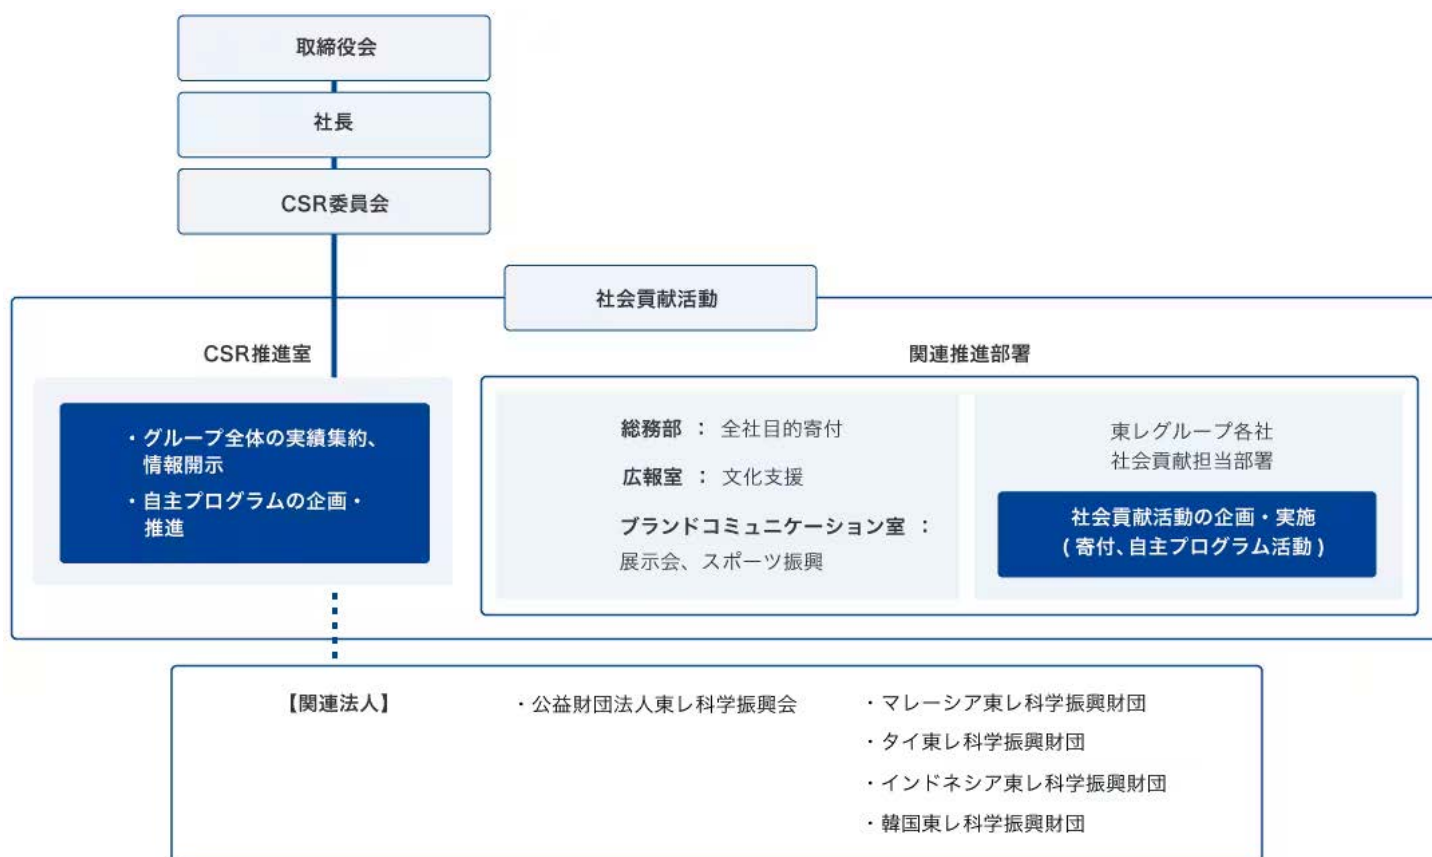 取締役会
社長
CSR委員会
社会貢献活動
CSR推進室
・グループ全体の実績集約、
情報開示
・自主プログラムの企画・
推進
関連推進部署
総務部 ： 全社目的寄付
広報室 ： 文化支援
ブランドコミュニケーション室 ：
展示会、スポーツ振興
東レグループ各社
社会貢献担当部署
社会貢献活動の企画・実施
( 寄付、自主プログラム活動 )
【関連法人】
・公益財団法人東レ科学振興会
・マレーシア東レ科学振興財団
・タイ東レ科学振興財団
・インドネシア東レ科学振興財団
・韓国東レ科学振興財団